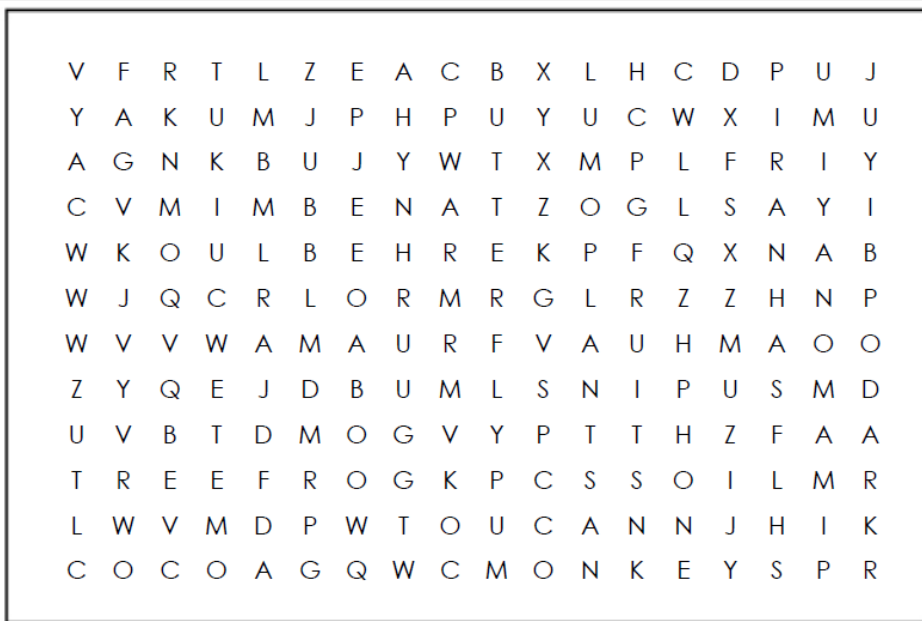 V F R T L Z E A C B X L H C D P U J
Y A K U M J P H P U Y U C W X I M U
A G N K B U J Y W T X M P L F R I Y
C V M I M B E N A T Z O G L S A Y I
W K O U L B E H R E K P F Q X N A B
W J Q C R L O R M R G L R Z Z H N P
W V V W A M A U R F V A U H M A O O
Z Y Q E J D B U M L S N I P U S M D
U V B T D M O G V Y P T T H Z F A A
T R E E F R O G K P C S S O I L M R
L W V M D P W T O U C A N N J H I K
C O C O A G Q W C M O N K E Y S P R